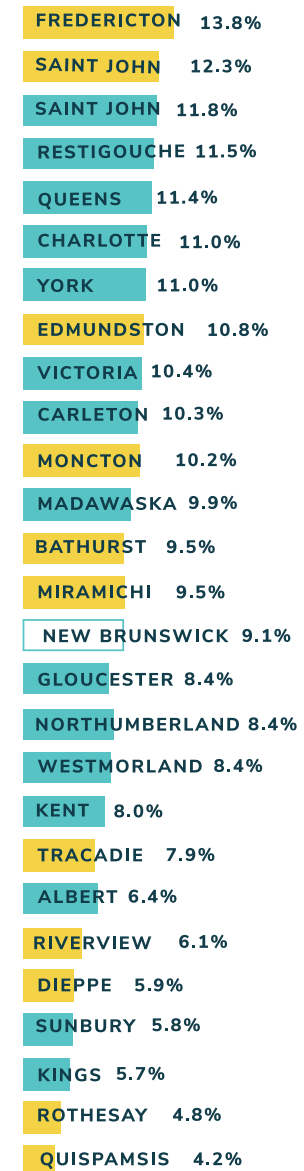 FREDERICTON 13.8%
SAINT JOHN 12.3%
SAINT JOHN 11.8%
RESTIGOUCHE 11.5%
QUEENS 11.4%
CHARLOTTE 11.0%
YORK 11.0%
EDMUNDSTON 10.8%
VICTORIA 10.4%
CARLETON 10.3%
MONCTON 10.2%
MADAWASKA 9.9%
BATHURST 9.5%
MIRAMICHI 9.5%
NEW BRUNSWICK 9.1%
GLOUCESTER 8.4%
NORTHUMBERLAND 8.4%
WESTMORLAND 8.4%
KENT 8.0%
TRACADIE 7.9%
ALBERT 6.4%
RIVERVIEW 6.1%
DIEPPE 5.9%
SUNBURY 5.8%
KINGS 5.7%
ROTHESAY 4.8%
QUISPAMSIS 4.2%